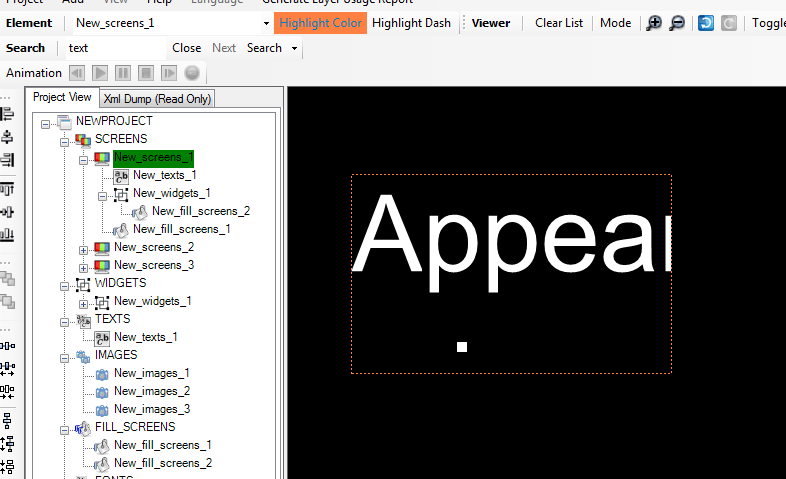 Project Add View Help Language Generate Layer Usage Report
Element New_screens_1 Highlight Color Highlight Dash Viewer Clear List Mode Toggle
Search text Close Next Search
Animation
Project View Xml Dump (Read Only)
NEWPROJECT
SCREENS
New_screens_1
New_texts_1
New_widgets_1
New_fill_screens_2
New_fill_screens_1
New_screens_2
New_screens_3
WIDGETS
New_widgets_1
TEXTS
New_texts_1
IMAGES
New_images_1
New_images_2
New_images_3
FILL_SCREENS
New_fill_screens_1
New_fill_screens_2
FONTS
Appear